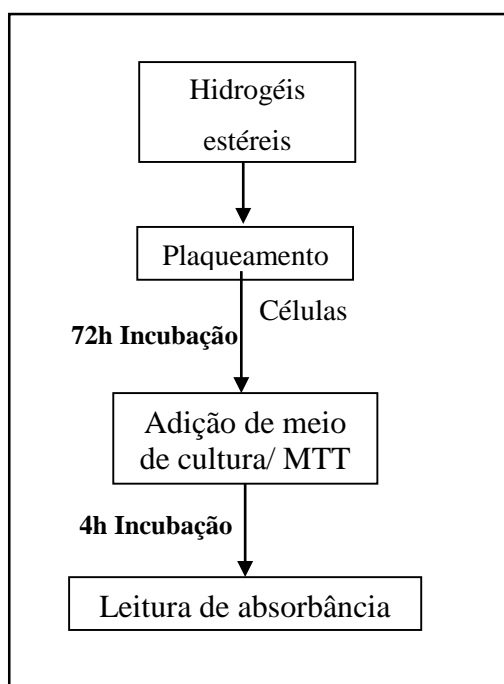 Hidrogéis
estéreis
Plaqueamento
Células
72h Incubação
Adição de meio
de cultura/ MTT
4h Incubação
Leitura de absorbância